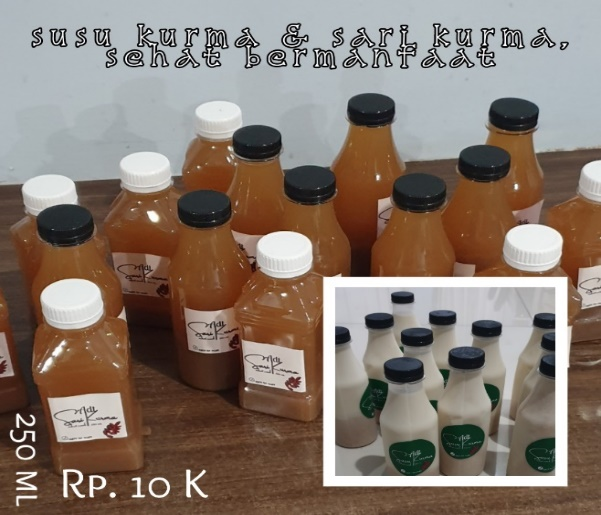 susu kurma & sari kurma,
sehat bermanfaat
250 ML
Rp. 10 K